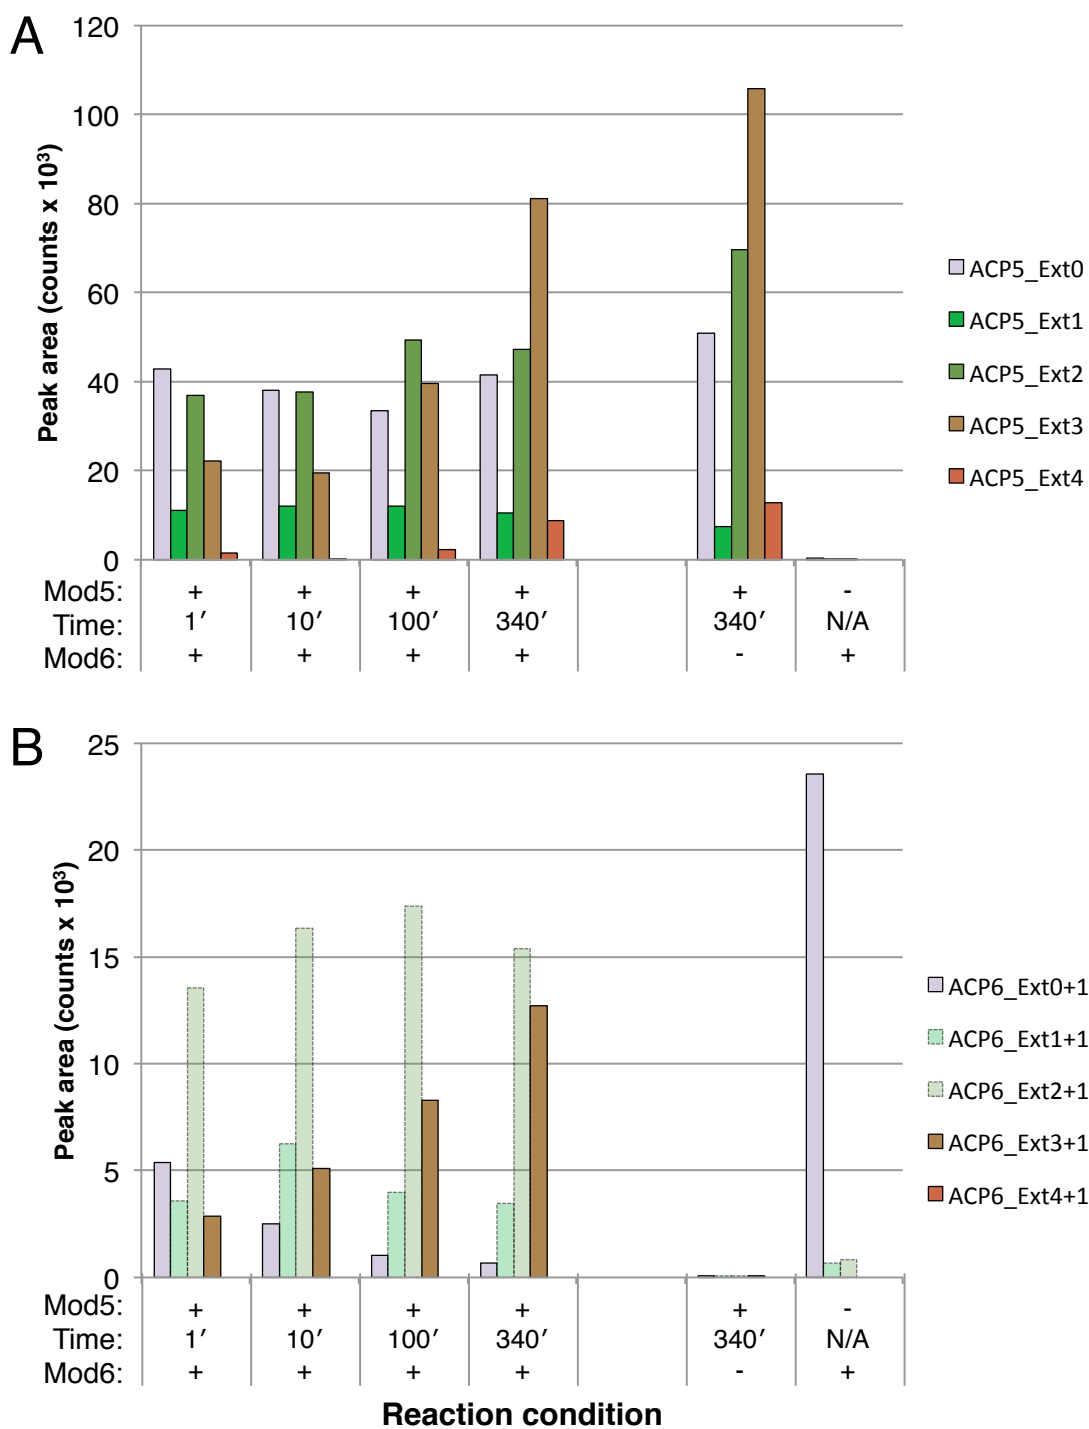 A
Peak area (counts x 10³)
120
100
80
60
40
20
0
ACP5_Ext0
ACP5_Ext1
ACP5_Ext2
ACP5_Ext3
ACP5_Ext4
Mod5: + + + + + -
Time: 1′ 10′ 100′ 340′ 340′ N/A
Mod6: + + + + - +
B
Peak area (counts x 10³)
25
20
15
10
5
0
ACP6_Ext0+1
ACP6_Ext1+1
ACP6_Ext2+1
ACP6_Ext3+1
ACP6_Ext4+1
Mod5: + + + + + -
Time: 1′ 10′ 100′ 340′ 340′ N/A
Mod6: + + + + - +
Reaction condition